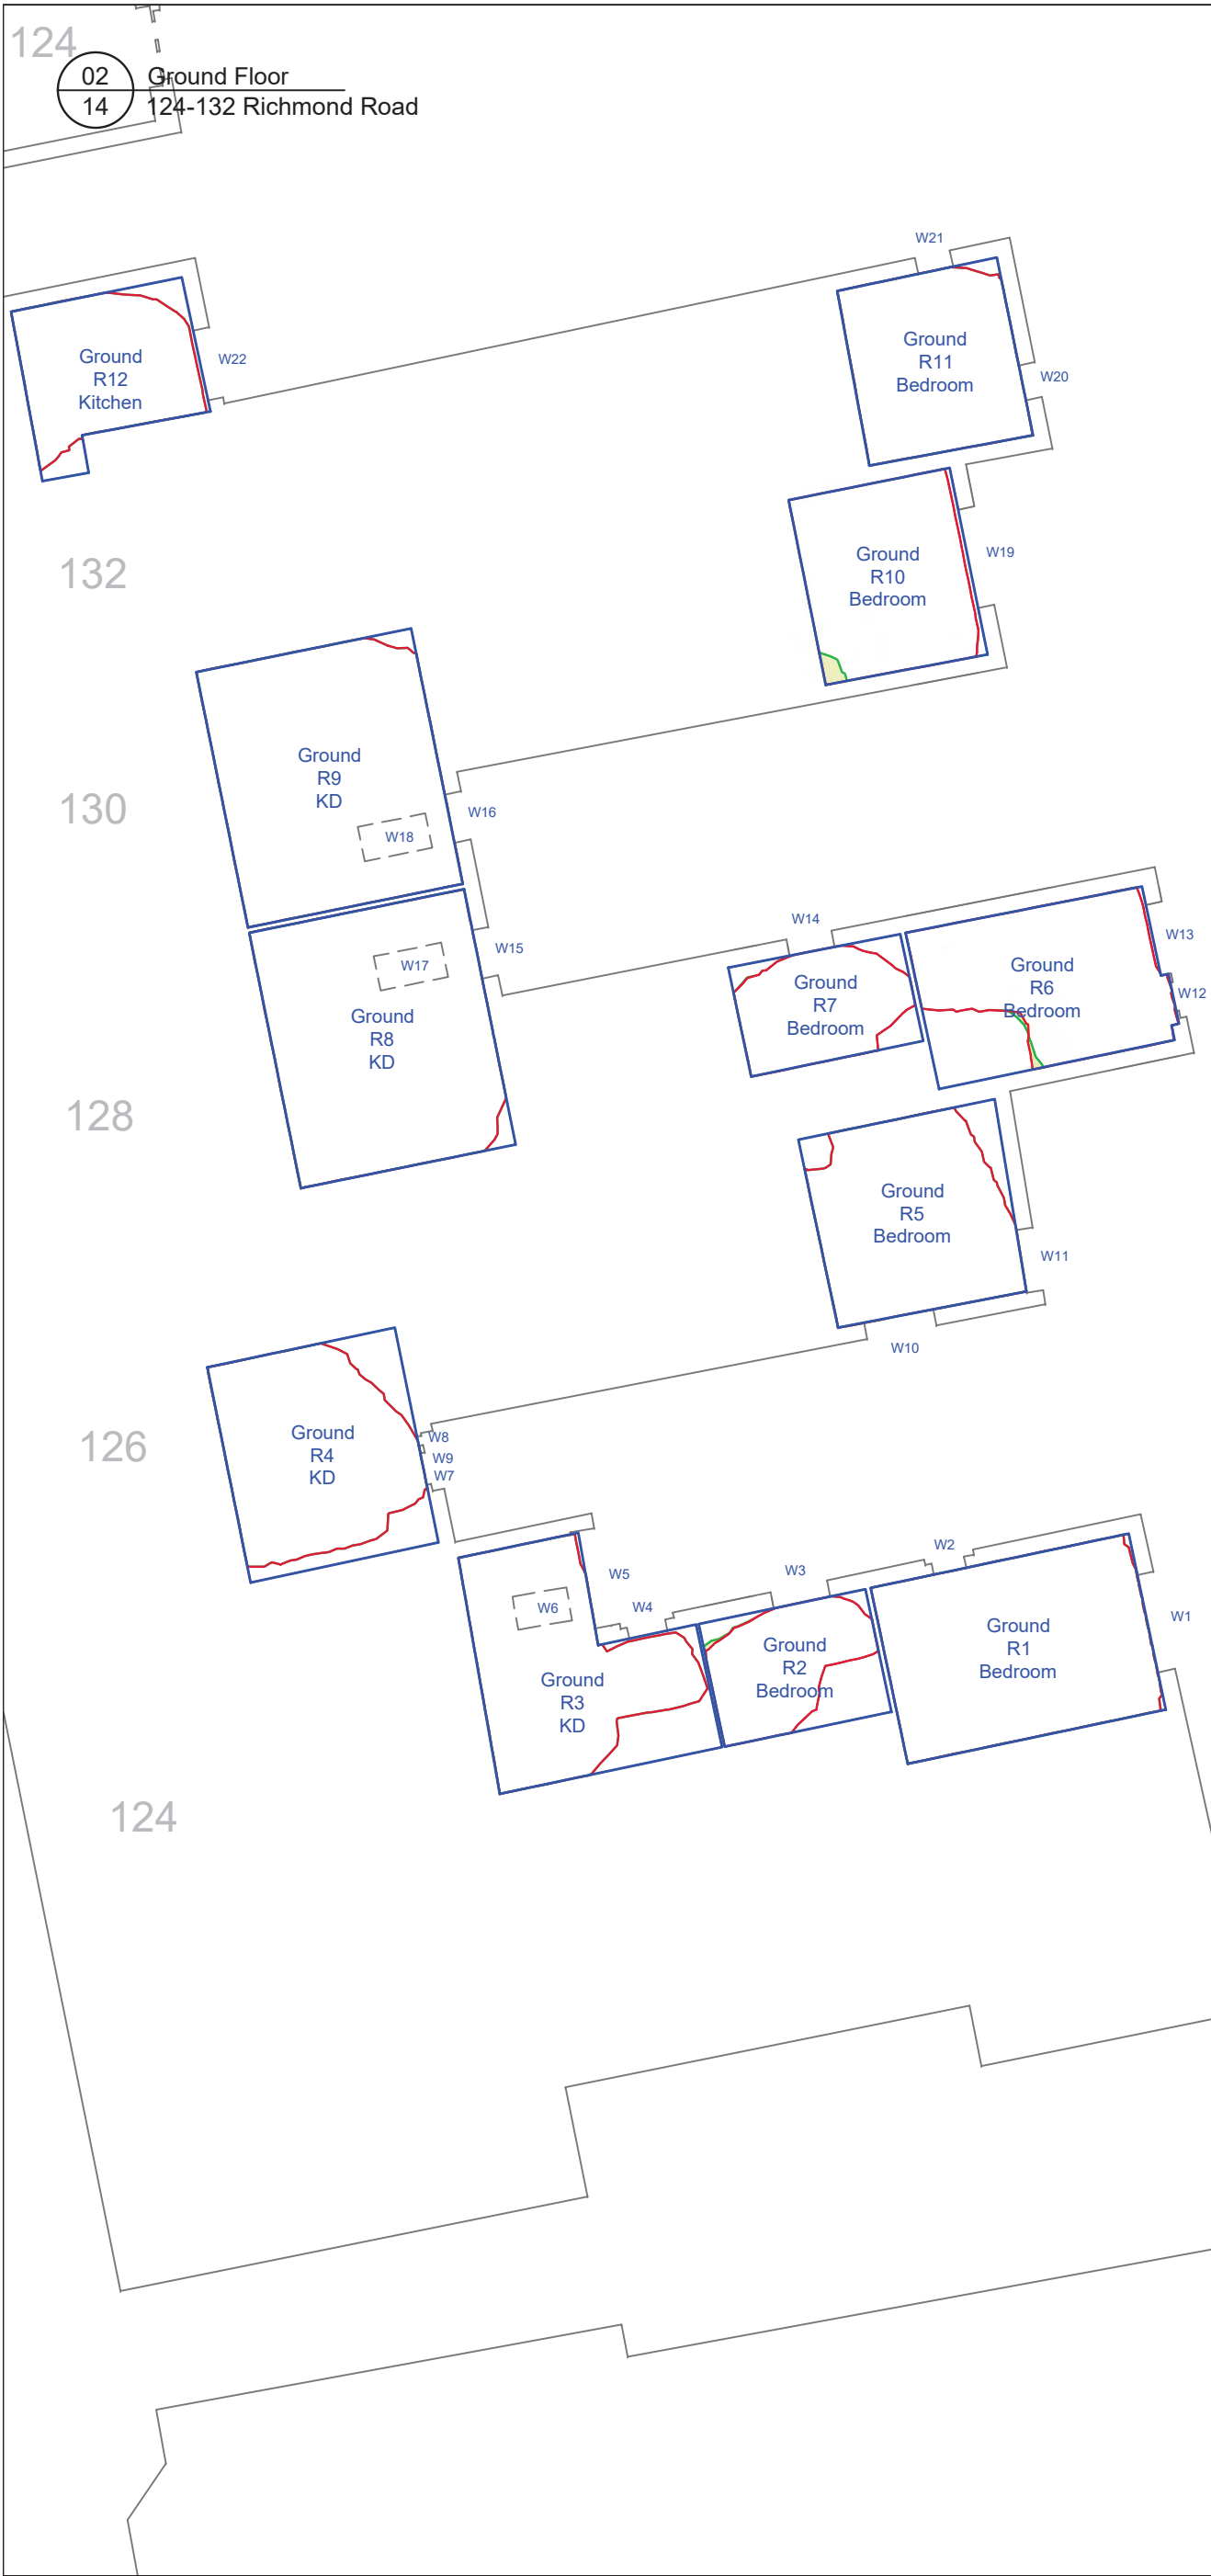 124
02
Ground Floor
14
124-132 Richmond Road
W21
Ground
R11
Bedroom
W20
Ground
R12
Kitchen
W22
132
Ground
R10
Bedroom
W19
130
Ground
R9
KD
W18
W16
W17
W15
Ground
R8
KD
W14
Ground
R7
Bedroom
Ground
R6
Bedroom
W13
W12
128
Ground
R5
Bedroom
W11
W10
126
Ground
R4
KD
W8
W9
W7
W5
W6
W4
W3
W2
Ground
R3
KD
Ground
R2
Bedroom
Ground
R1
Bedroom
W1
124